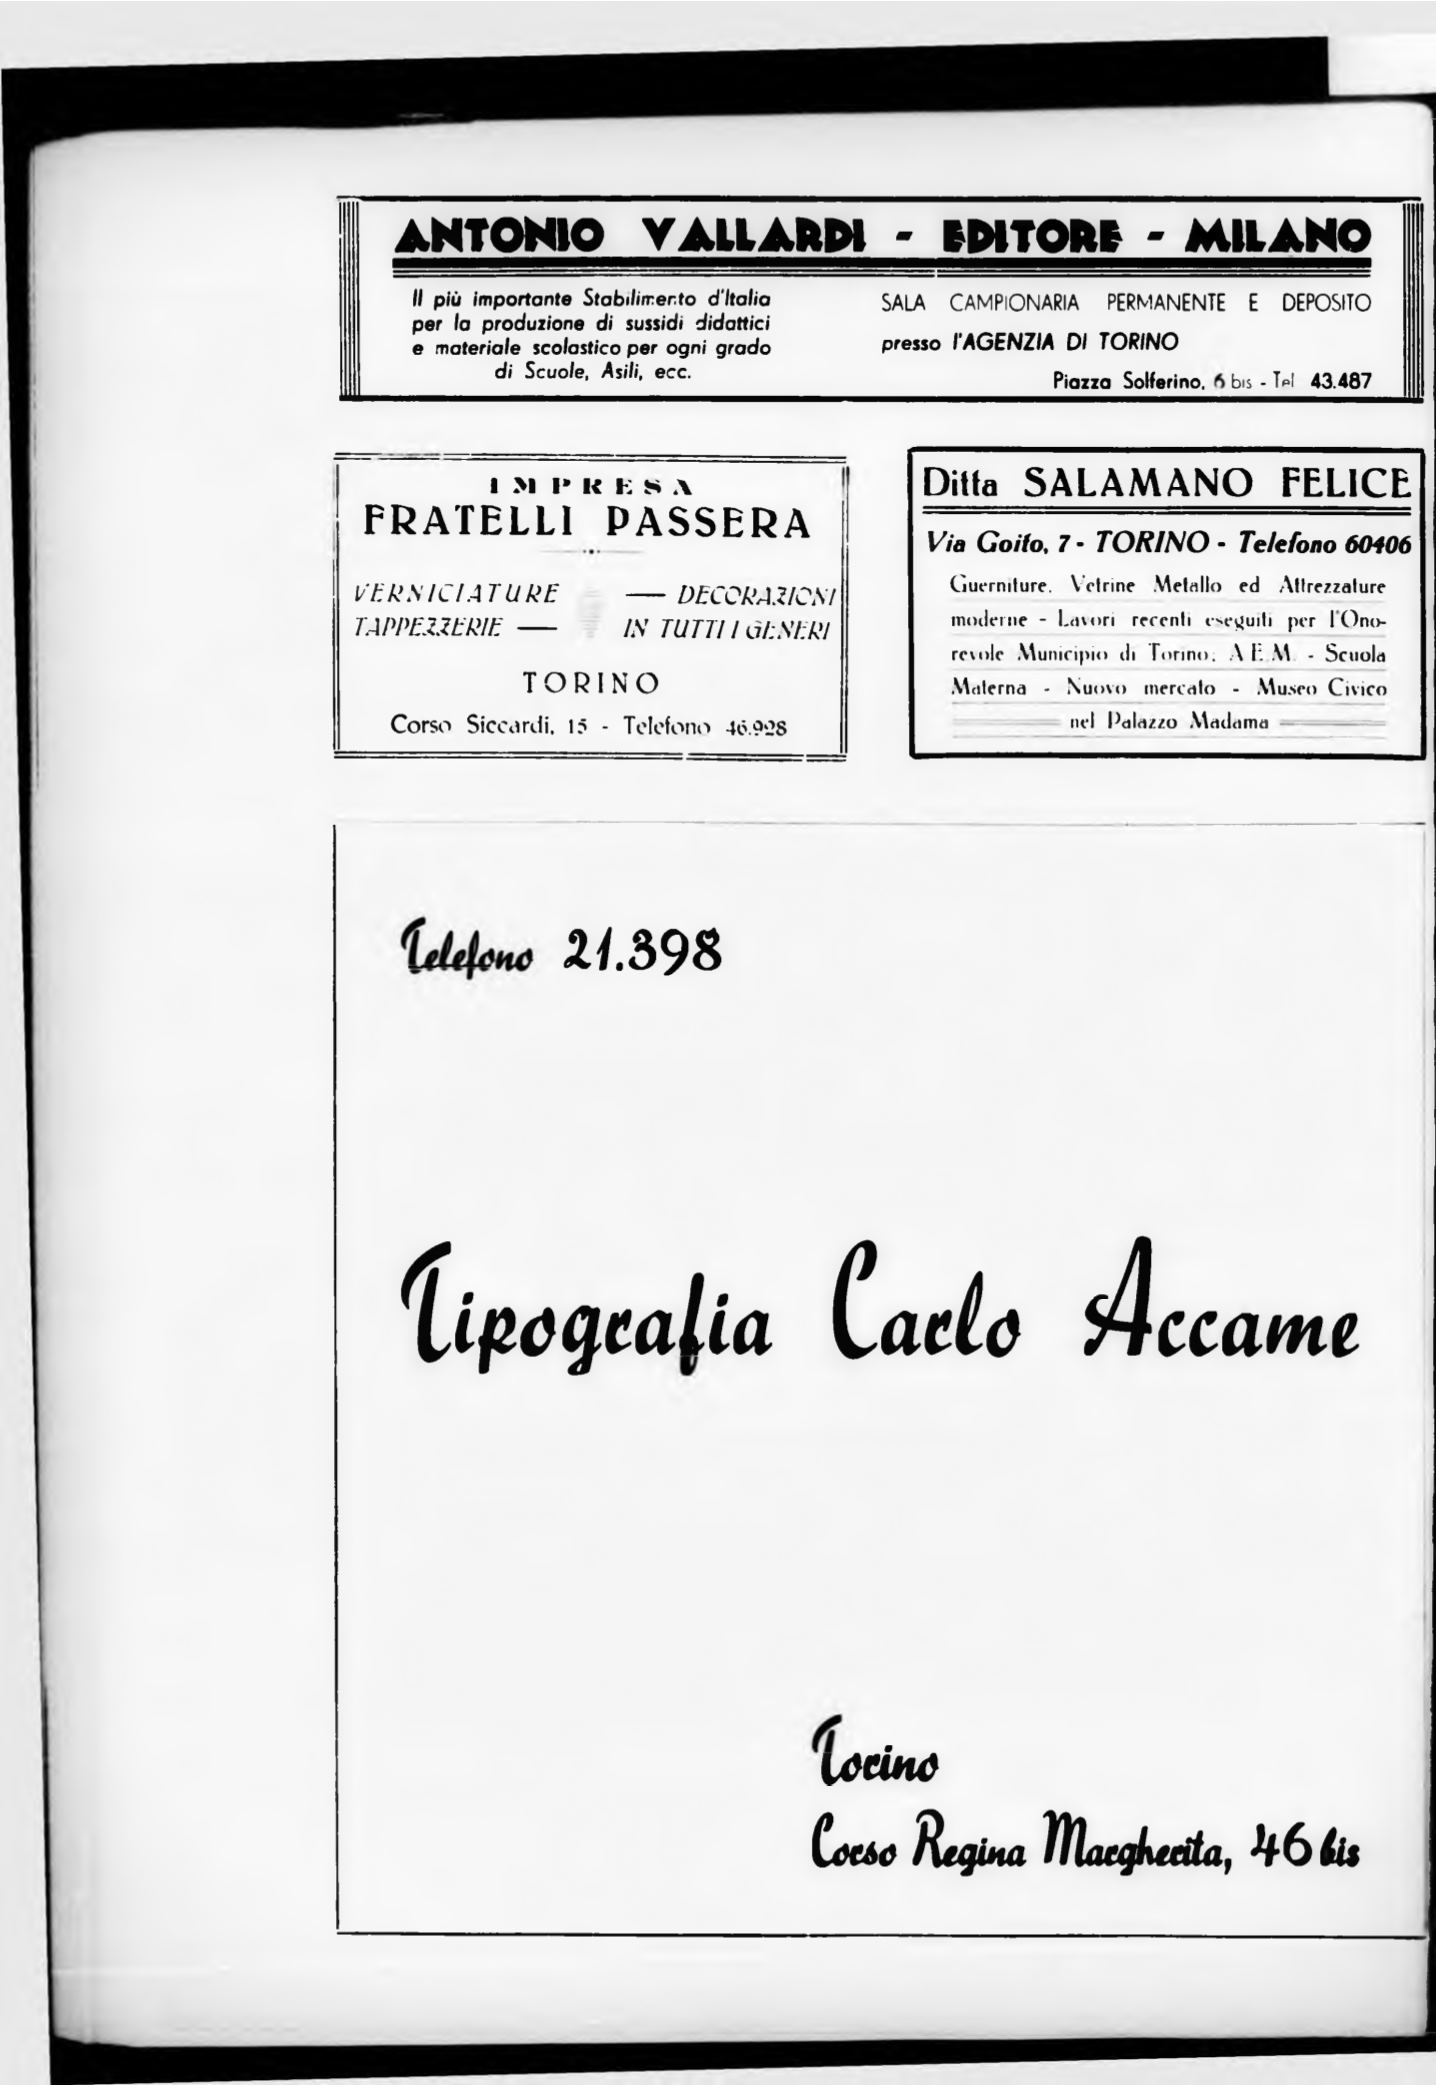 ANTONIO VALLARDI - EDITORE - MILANO
Il più importante Stabilimento d'Italia
per la produzione di sussidi didattici
e materiale scolastico per ogni grado
di Scuole, Asili, ecc.
SALA CAMPIONARIA PERMANENTE E DEPOSITO
presso l'AGENZIA DI TORINO
Piazza Solferino, 6 bis - Tel 43.487
IMPRESA
FRATELLI PASSERA
VERNICIATURE — DECORAZIONI
TAPPEZZERIE — IN TUTTI I GENERI
TORINO
Corso Siccardi, 15 - Telefono 46.928
Ditta SALAMANO FELICE
Via Goito, 7 - TORINO - Telefono 60406
Guerniture, Vetrine Metallo ed Attrezzature
moderne - Lavori recenti eseguiti per l'Ono-
revole Municipio di Torino; A.E.M. - Scuola
Materna - Nuovo mercato - Museo Civico
nel Palazzo Madama
Telefono 21.398
Tipografia Carlo Accame
Torino
Corso Regina Margherita, 46 bis